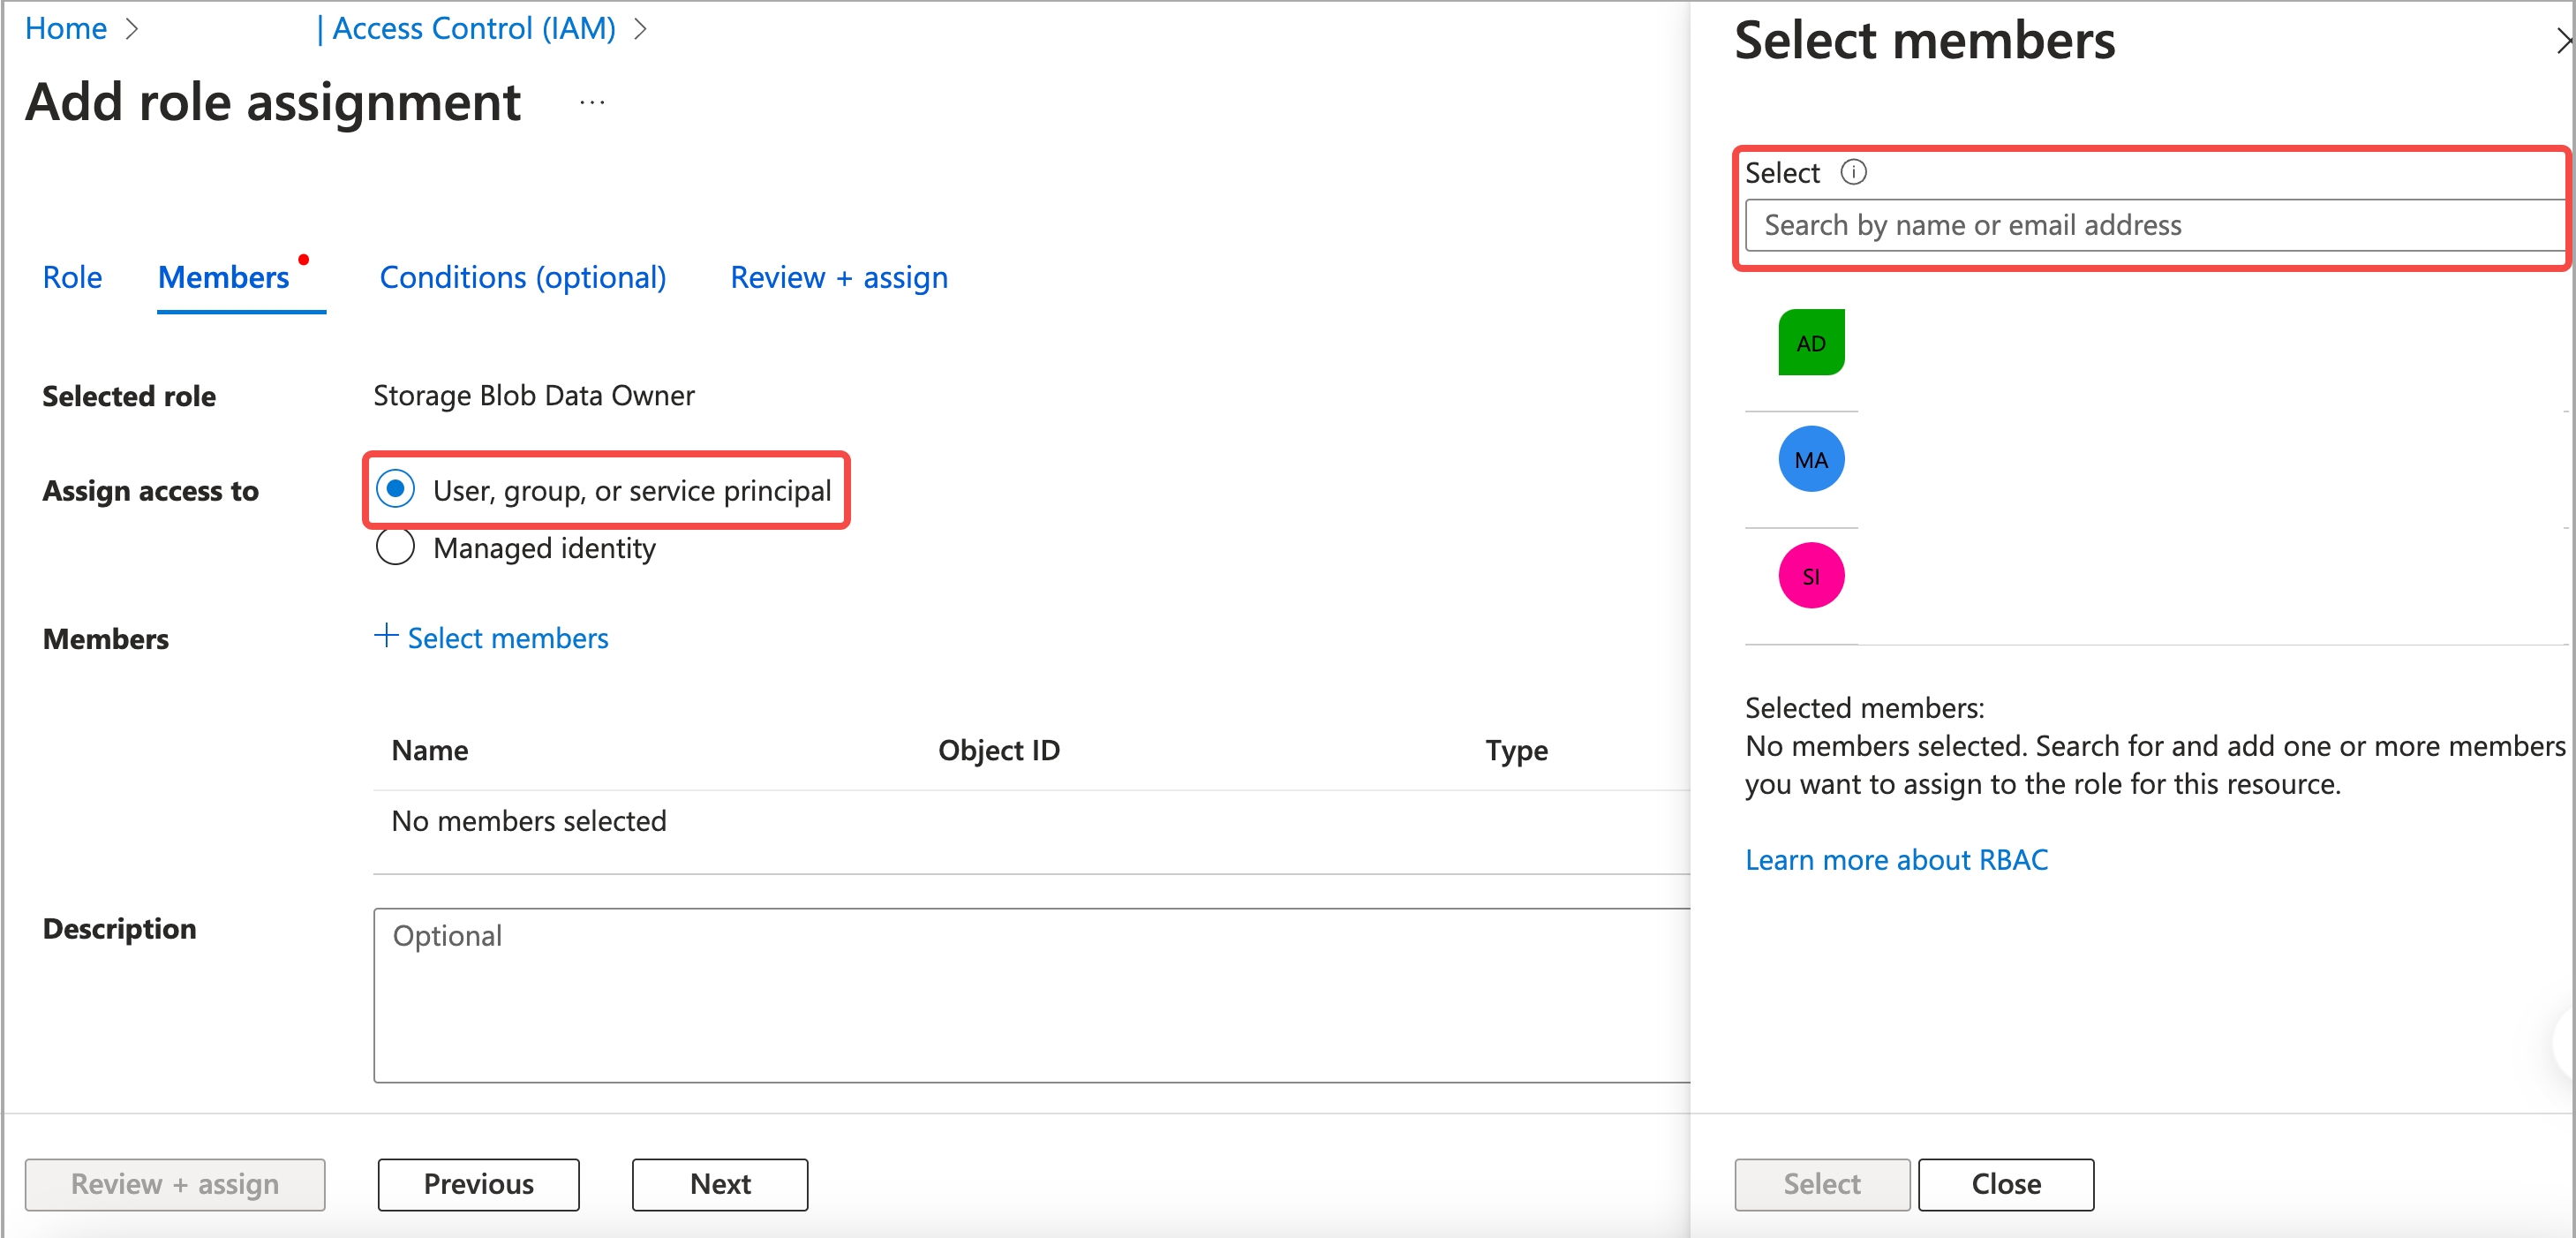 Home > | Access Control (IAM) >
Add role assignment ...
Role Members Conditions (optional) Review + assign
Selected role Storage Blob Data Owner
Assign access to User, group, or service principal
Managed identity
Members + Select members
Name Object ID Type
No members selected
Description Optional
Review + assign Previous Next
Select members
Select
Search by name or email address
AD
MA
SI
Selected members:
No members selected. Search for and add one or more members
you want to assign to the role for this resource.
Learn more about RBAC
Select Close